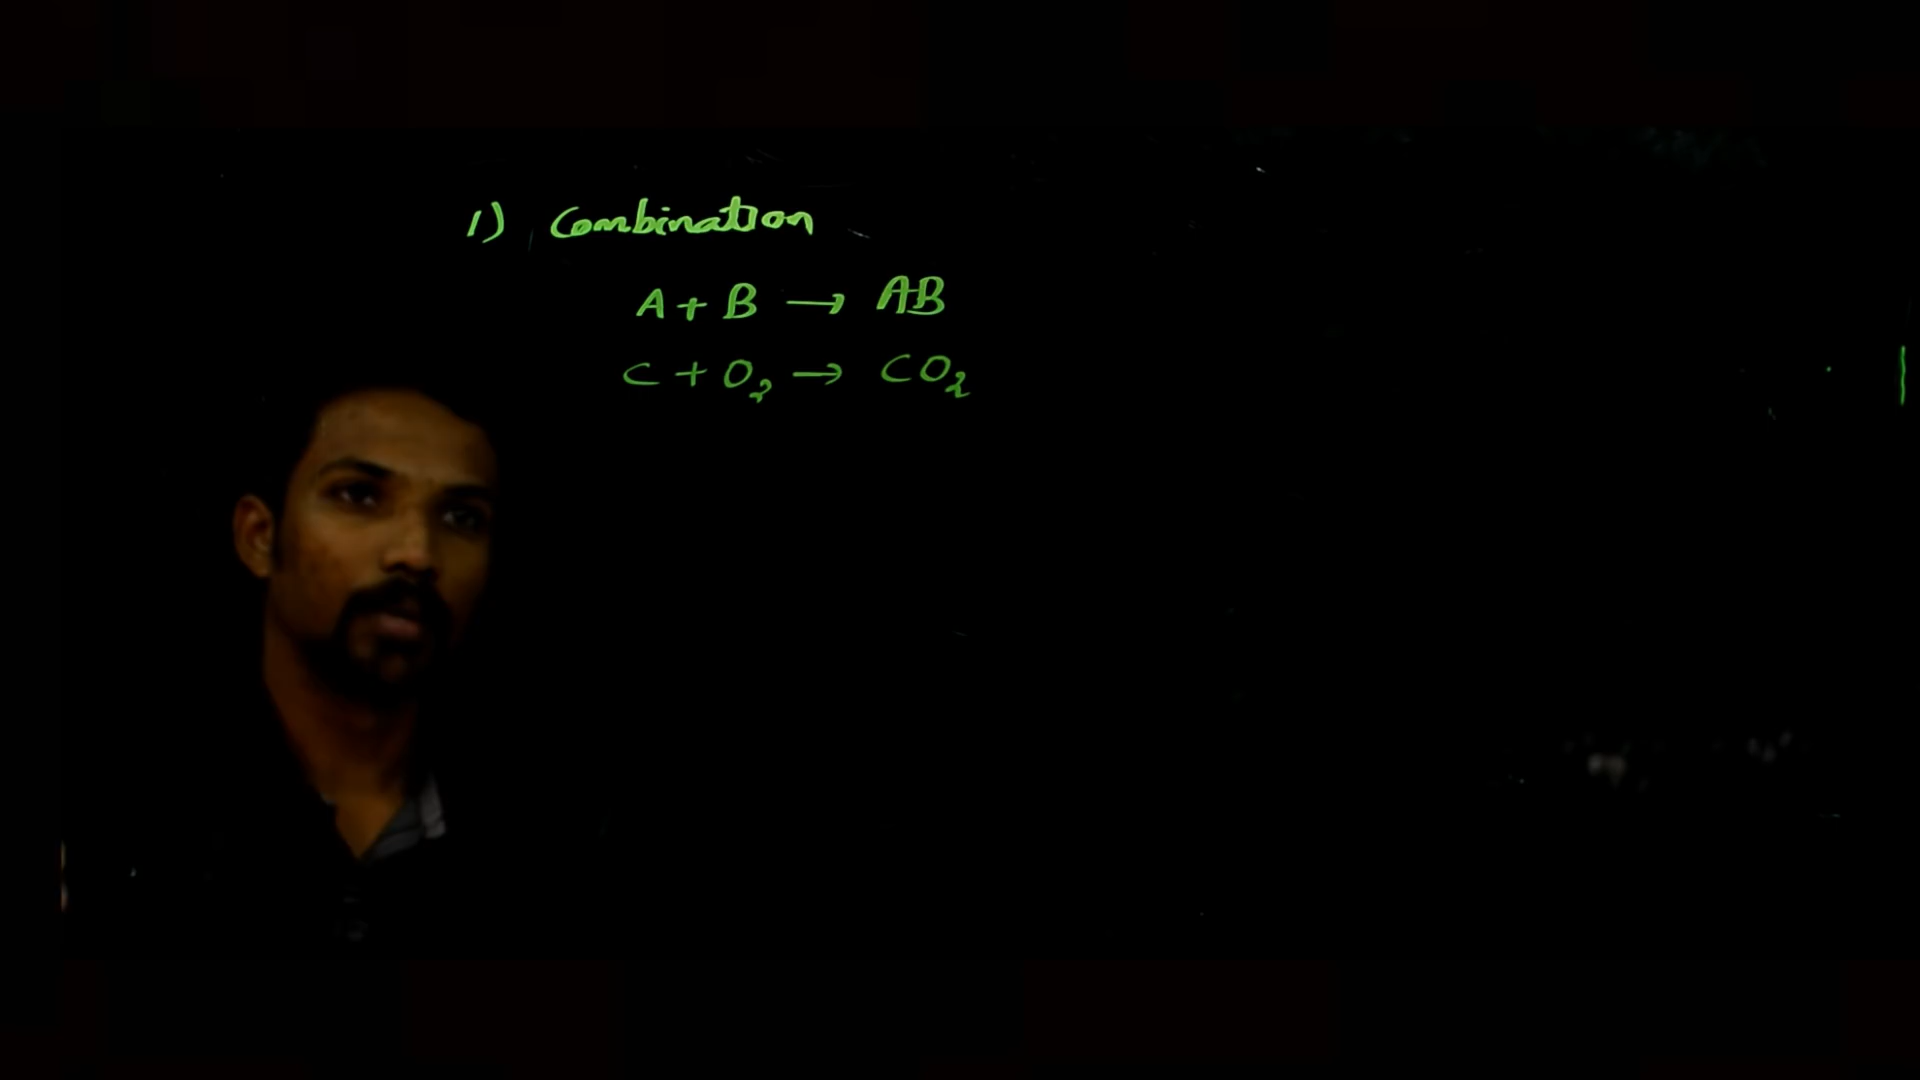 1) Combination
A + B → AB
C + O₂ → CO₂